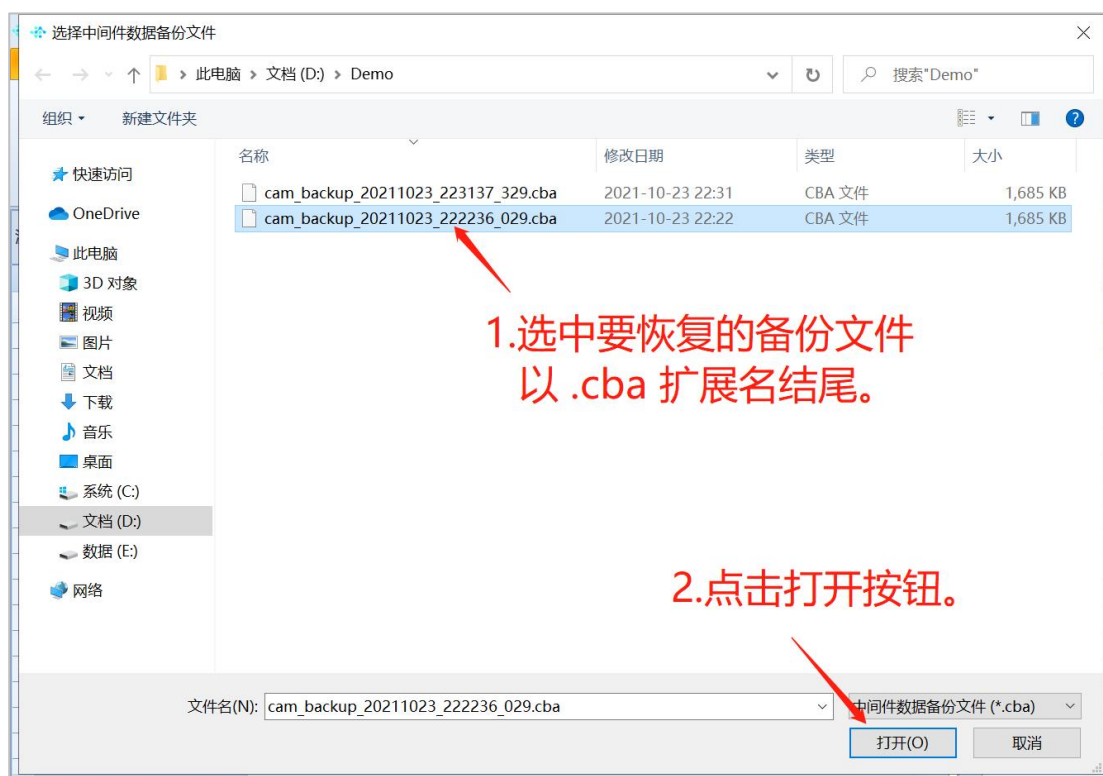 选择中间件数据备份文件
此电脑 > 文档 (D:) > Demo
搜索"Demo"
组织
新建文件夹
名称 修改日期 类型 大小
快速访问
cam_backup_20211023_223137_329.cba 2021-10-23 22:31 CBA 文件 1,685 KB
OneDrive
cam_backup_20211023_222236_029.cba 2021-10-23 22:22 CBA 文件 1,685 KB
此电脑
3D 对象
视频
图片
文档
下载
音乐
桌面
系统 (C:)
文档 (D:)
数据 (E:)
网络
1.选中要恢复的备份文件
以 .cba 扩展名结尾。
2.点击打开按钮。
文件名(N): cam_backup_20211023_222236_029.cba 中间件数据备份文件 (*.cba)
打开(O) 取消